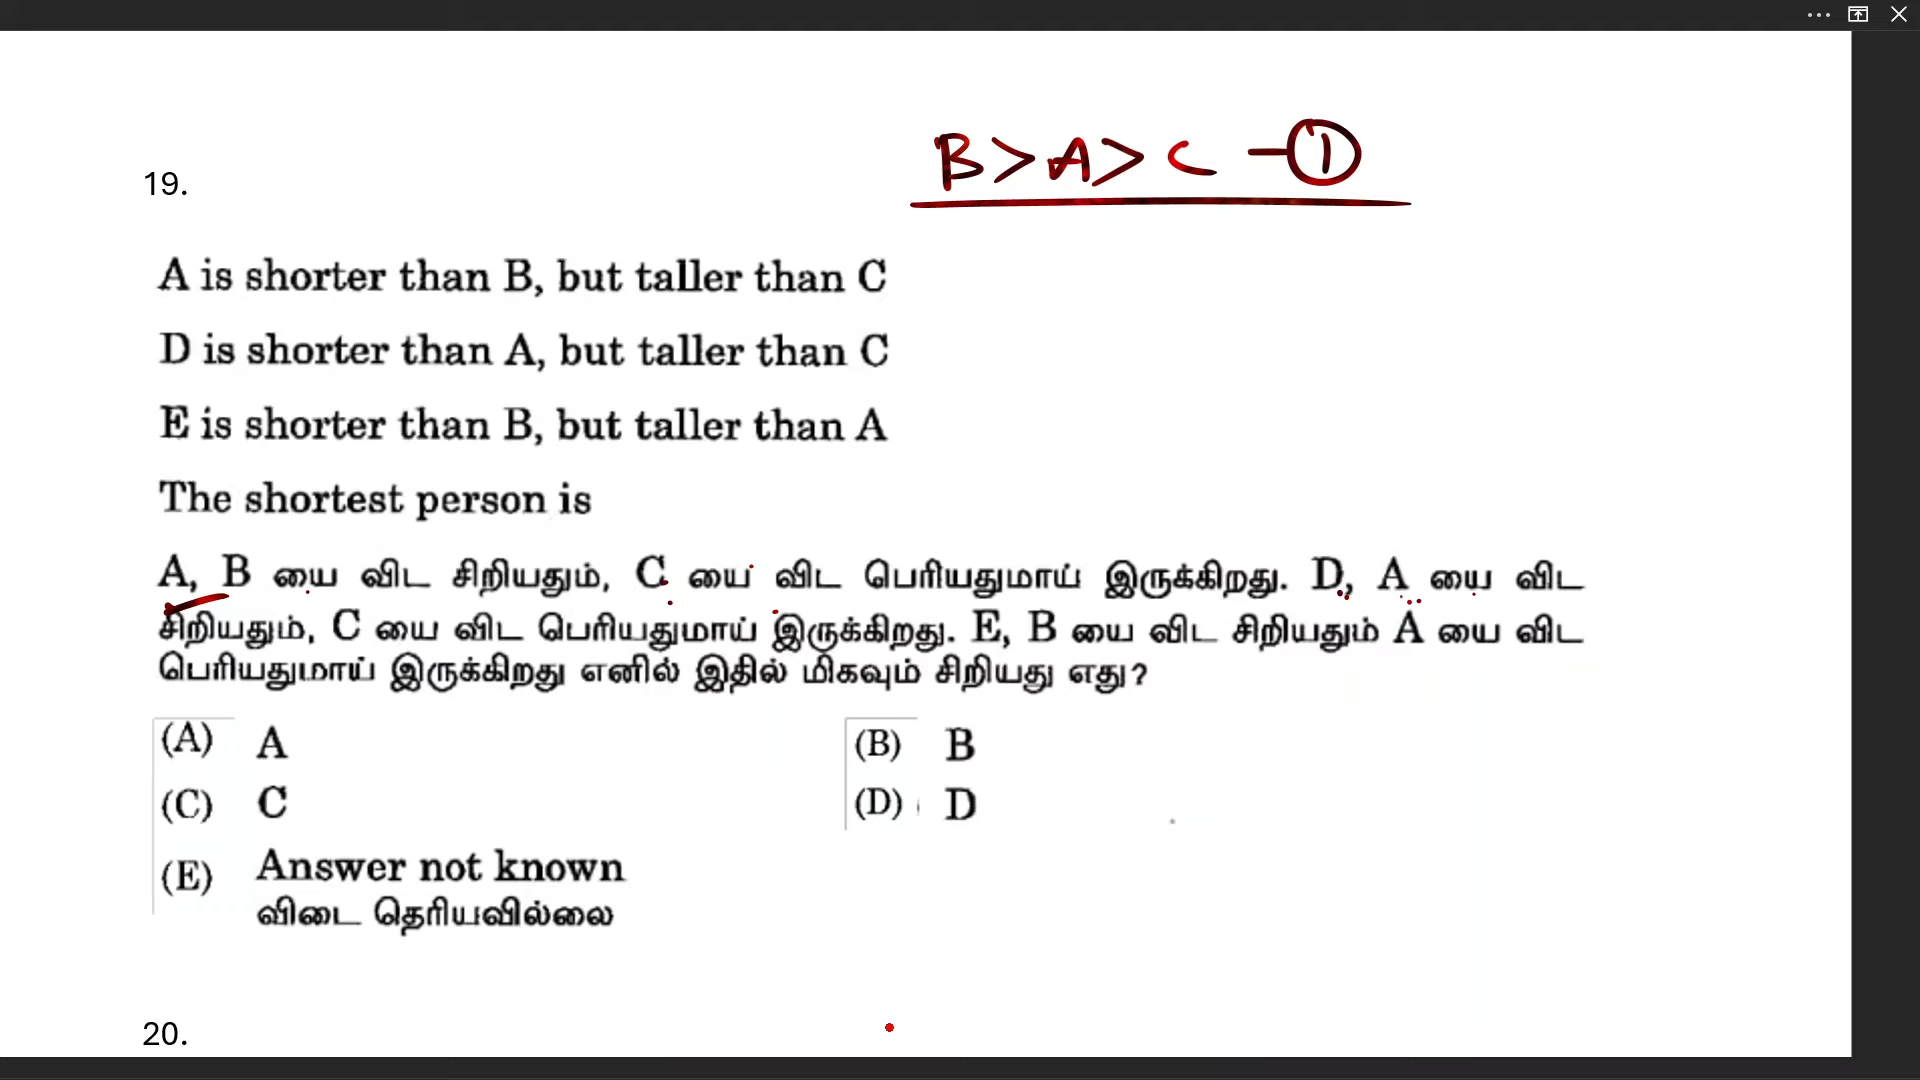 B > A > C - ①
19.
A is shorter than B, but taller than C
D is shorter than A, but taller than C
E is shorter than B, but taller than A
The shortest person is
A, B யை விட சிறியதும், C யை விட பெரியதுமாய் இருக்கிறது. D, A யை விட
சிறியதும், C யை விட பெரியதுமாய் இருக்கிறது. E, B யை விட சிறியதும் A யை விட
பெரியதுமாய் இருக்கிறது எனில் இதில் மிகவும் சிறியது எது?
(A) A (B) B
(C) C (D) D
(E) Answer not known
விடை தெரியவில்லை
20.